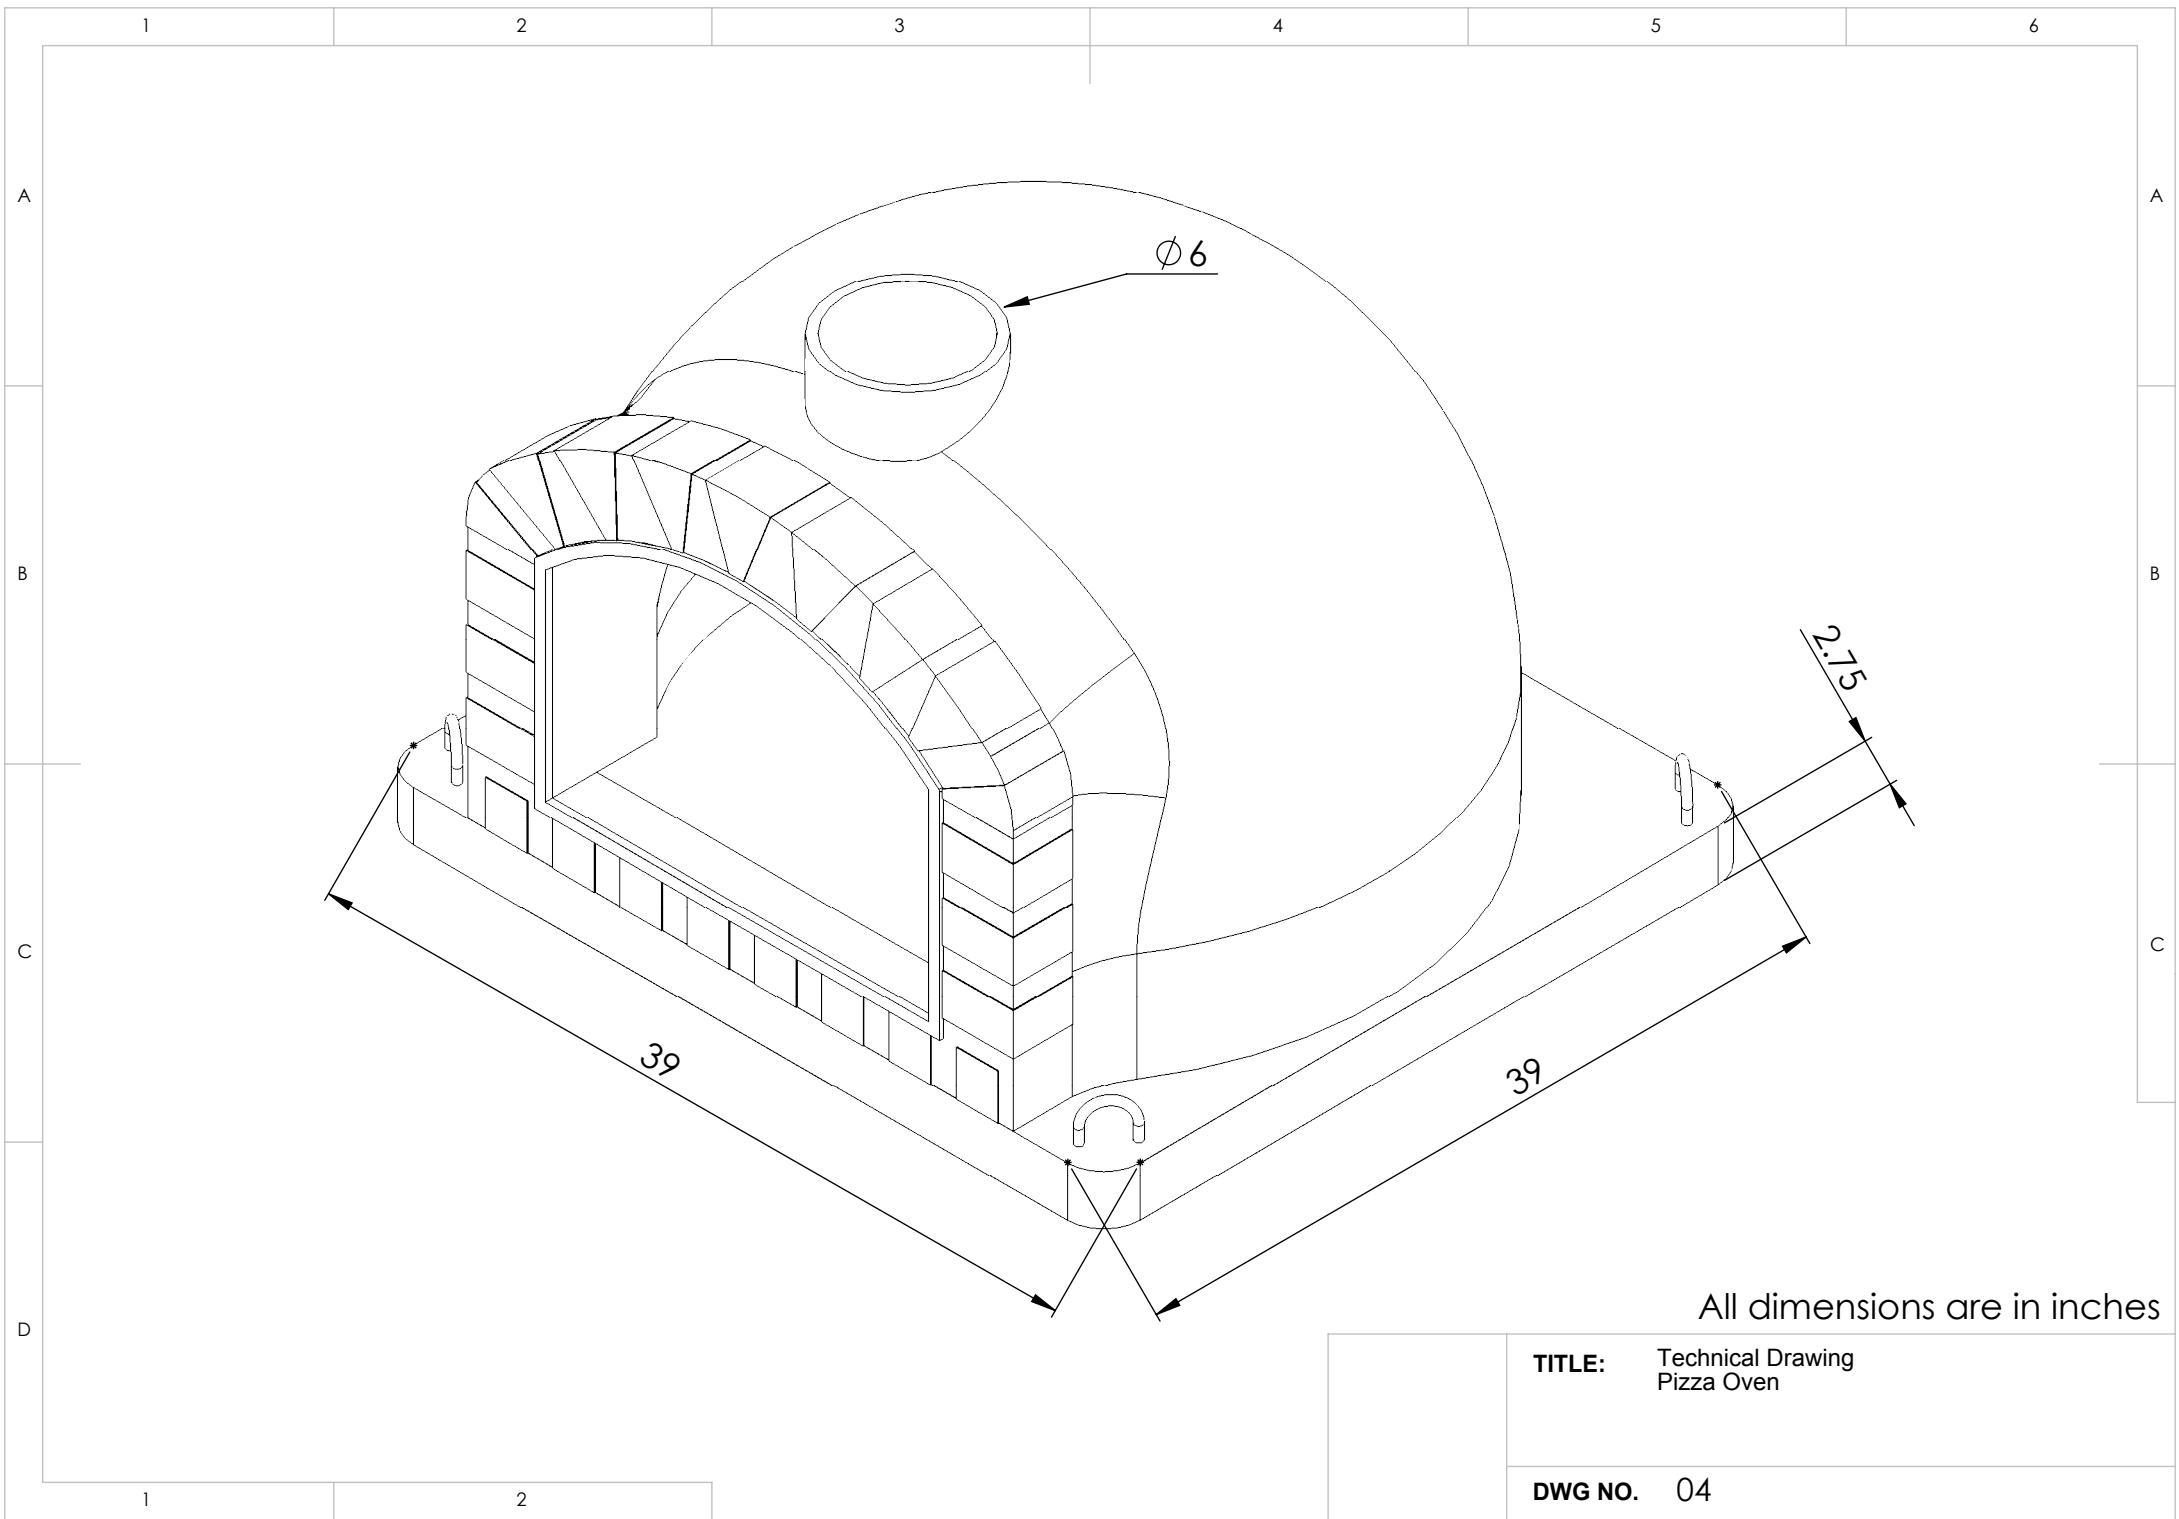 1 2 3 4 5 6
A A
⌀6
B B
2.75
C C
39 39
All dimensions are in inches
D
TITLE: Technical Drawing
Pizza Oven
DWG NO. 04
1 2